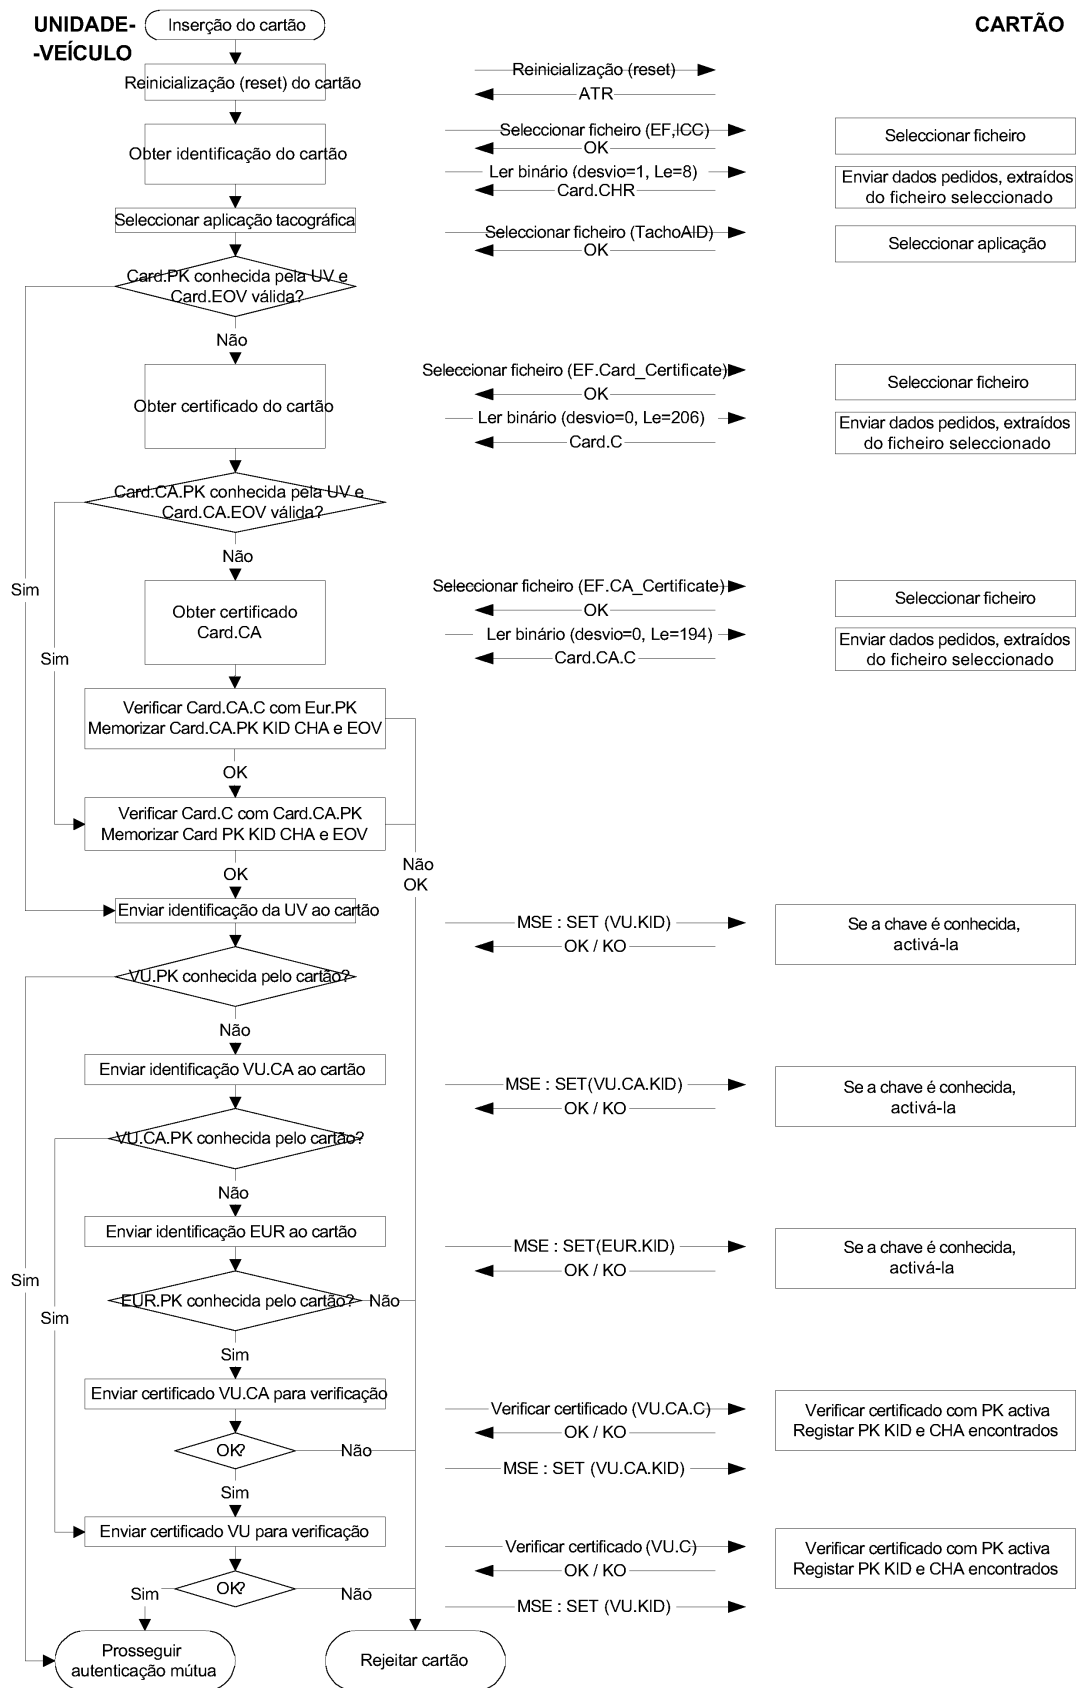 UNIDADE-
-VEÍCULO
Inserção do cartão
CARTÃO
Reinicialização (reset) do cartão
Reinicialização (reset)
ATR
Obter identificação do cartão
Seleccionar ficheiro (EF,ICC)
OK
Seleccionar ficheiro
Ler binário (desvio=1, Le=8)
Card.CHR
Enviar dados pedidos, extraídos
do ficheiro seleccionado
Seleccionar aplicação tacográfica
Seleccionar ficheiro (TachoAID)
OK
Seleccionar aplicação
Card.PK conhecida pela UV e
Card.EOV válida?
Não
Obter certificado do cartão
Seleccionar ficheiro (EF.Card_Certificate)
OK
Seleccionar ficheiro
Ler binário (desvio=0, Le=206)
Card.C
Enviar dados pedidos, extraídos
do ficheiro seleccionado
Card.CA.PK conhecida pela UV e
Card.CA.EOV válida?
Não
Sim
Obter certificado
Card.CA
Seleccionar ficheiro (EF.CA_Certificate)
OK
Seleccionar ficheiro
Sim
Ler binário (desvio=0, Le=194)
Card.CA.C
Enviar dados pedidos, extraídos
do ficheiro seleccionado
Verificar Card.CA.C com Eur.PK
Memorizar Card.CA.PK KID CHA e EOV
OK
Verificar Card.C com Card.CA.PK
Memorizar Card PK KID CHA e EOV
Não
OK
OK
Enviar identificação da UV ao cartão
MSE : SET (VU.KID)
OK / KO
Se a chave é conhecida,
activá-la
VU.PK conhecida pelo cartão?
Não
Enviar identificação VU.CA ao cartão
MSE : SET(VU.CA.KID)
OK / KO
Se a chave é conhecida,
activá-la
VU.CA.PK conhecida pelo cartão?
Não
Enviar identificação EUR ao cartão
MSE : SET(EUR.KID)
OK / KO
Se a chave é conhecida,
activá-la
Sim
EUR.PK conhecida pelo cartão?
Não
Sim
Sim
Enviar certificado VU.CA para verificação
Verificar certificado (VU.CA.C)
OK / KO
Verificar certificado com PK activa
Registar PK KID e CHA encontrados
OK?
Não
MSE : SET (VU.CA.KID)
Sim
Enviar certificado VU para verificação
Verificar certificado (VU.C)
OK / KO
Verificar certificado com PK activa
Registar PK KID e CHA encontrados
OK?
Sim
Não
MSE : SET (VU.KID)
Prosseguir
autenticação mútua
Rejeitar cartão